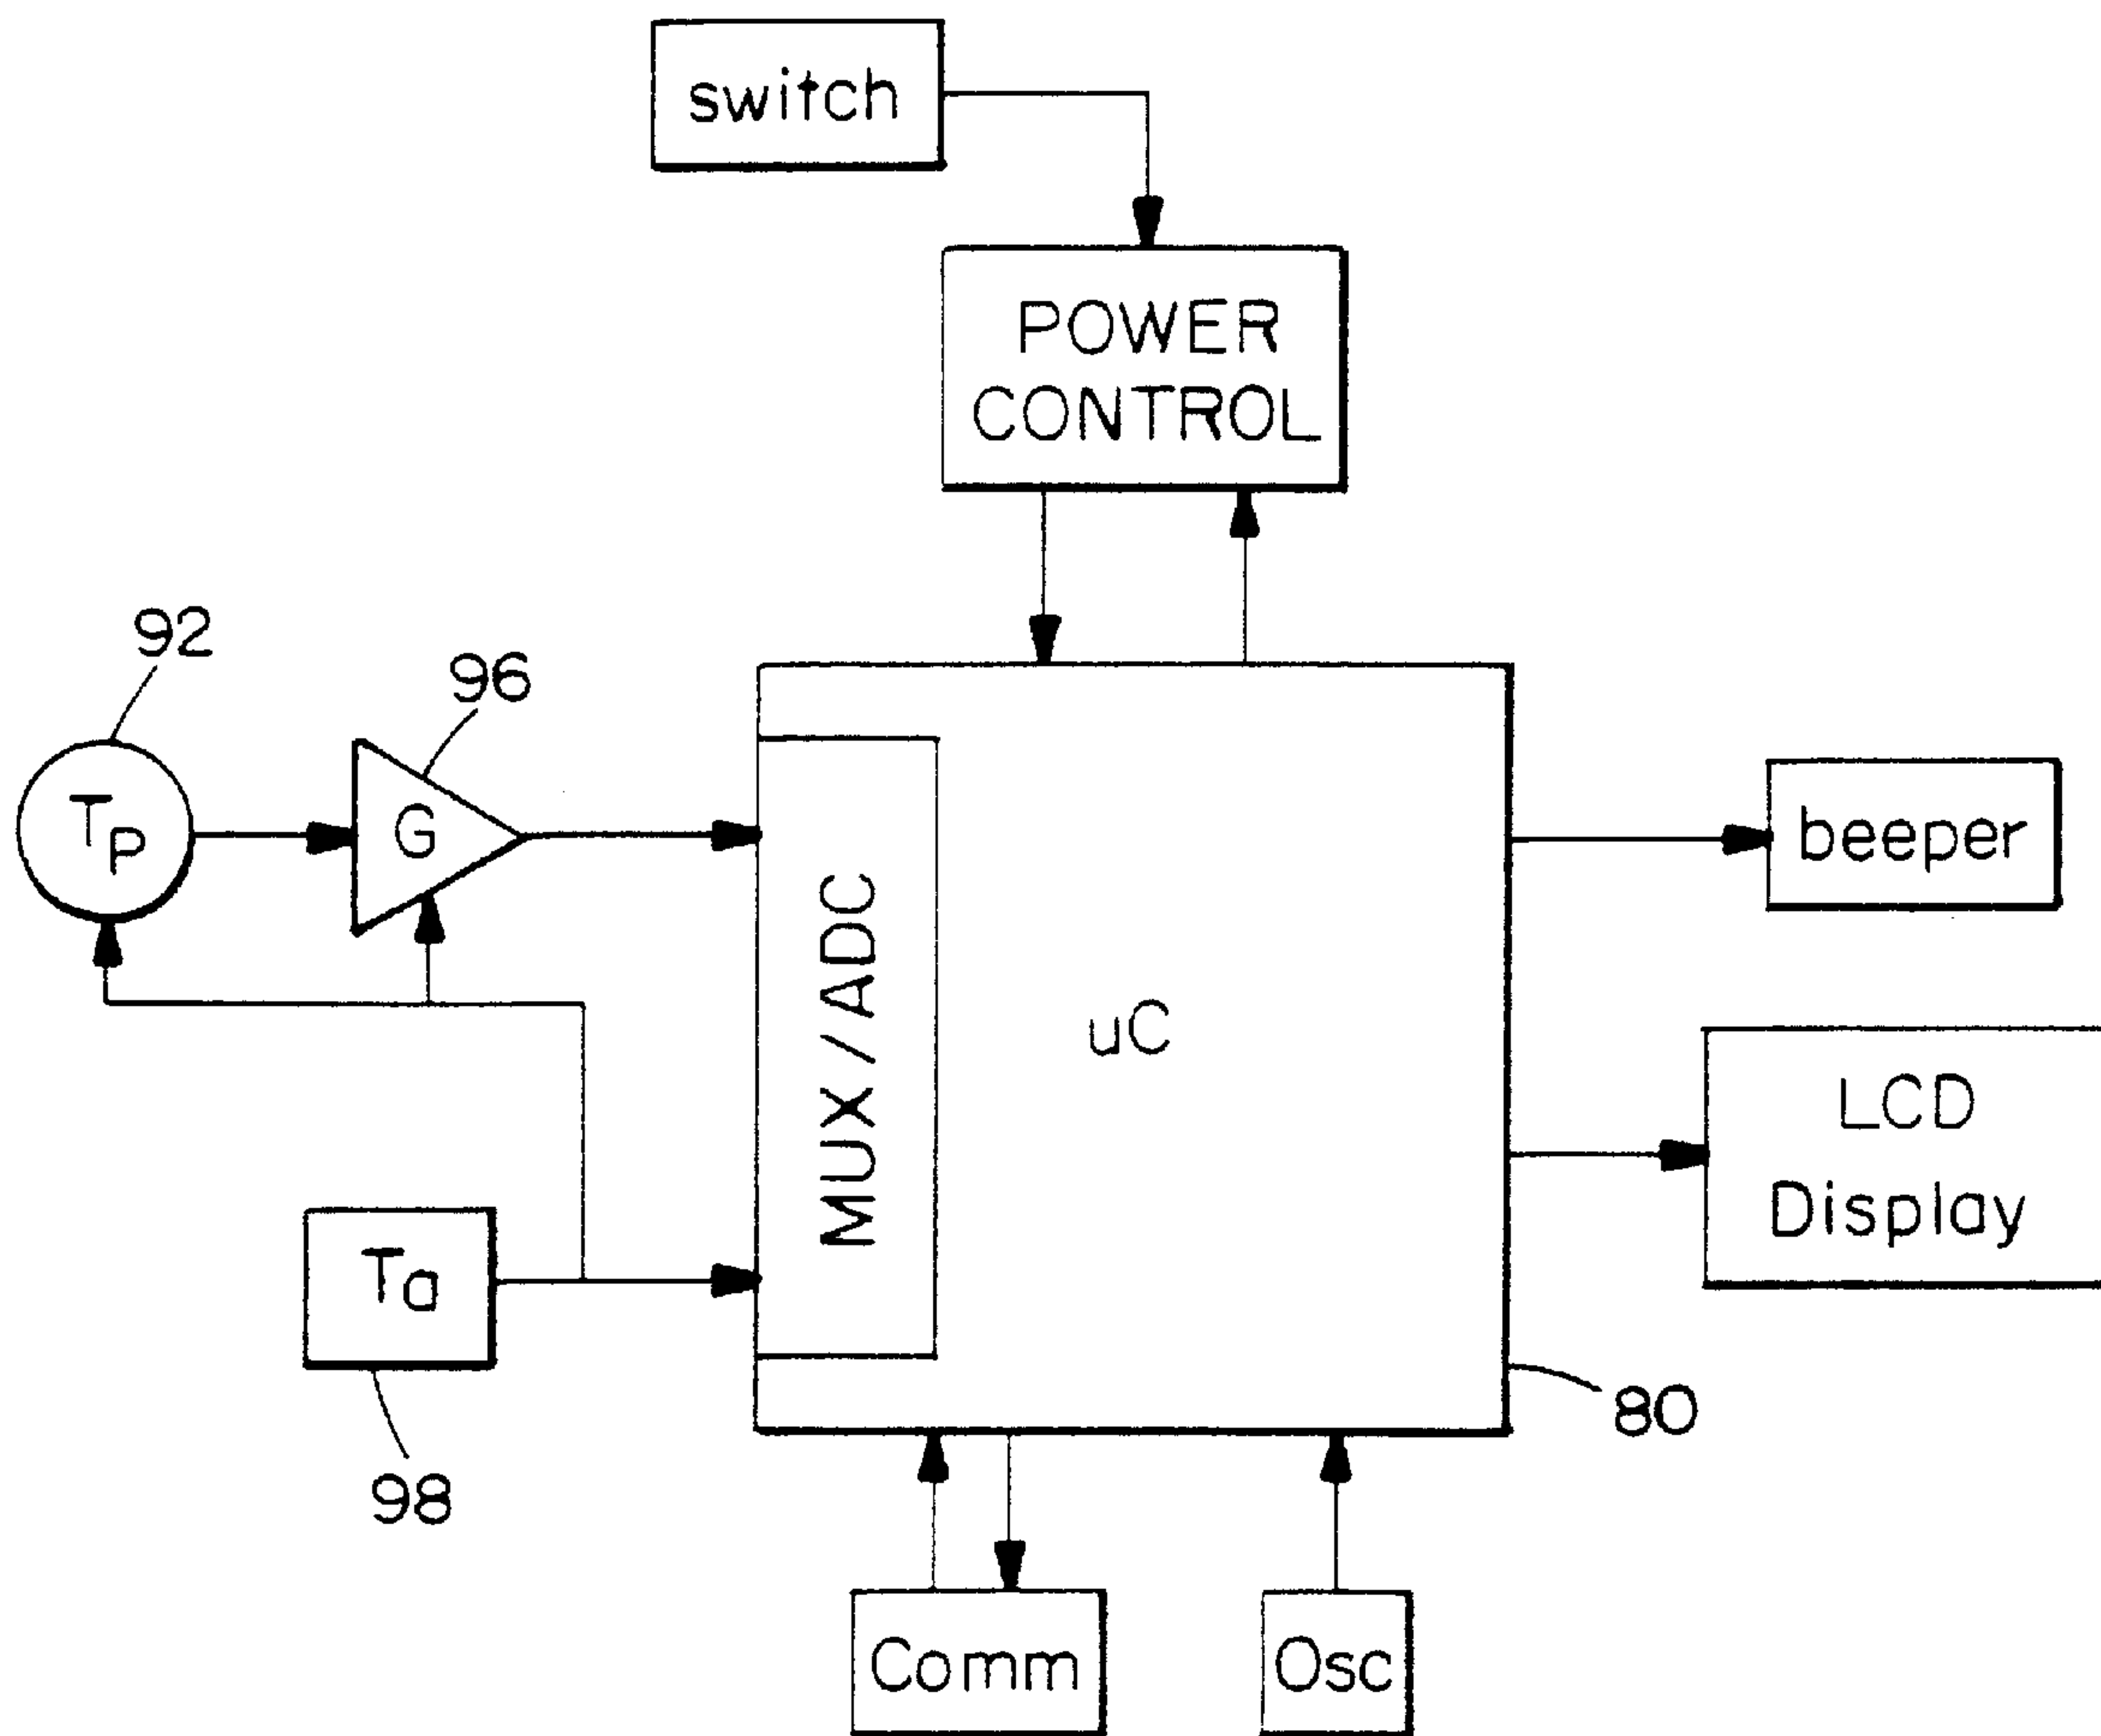 switch
POWER
CONTROL
92
96
TP
G
MUX/ADC
uC
beeper
LCD
Display
Ta
80
98
Comm
Osc